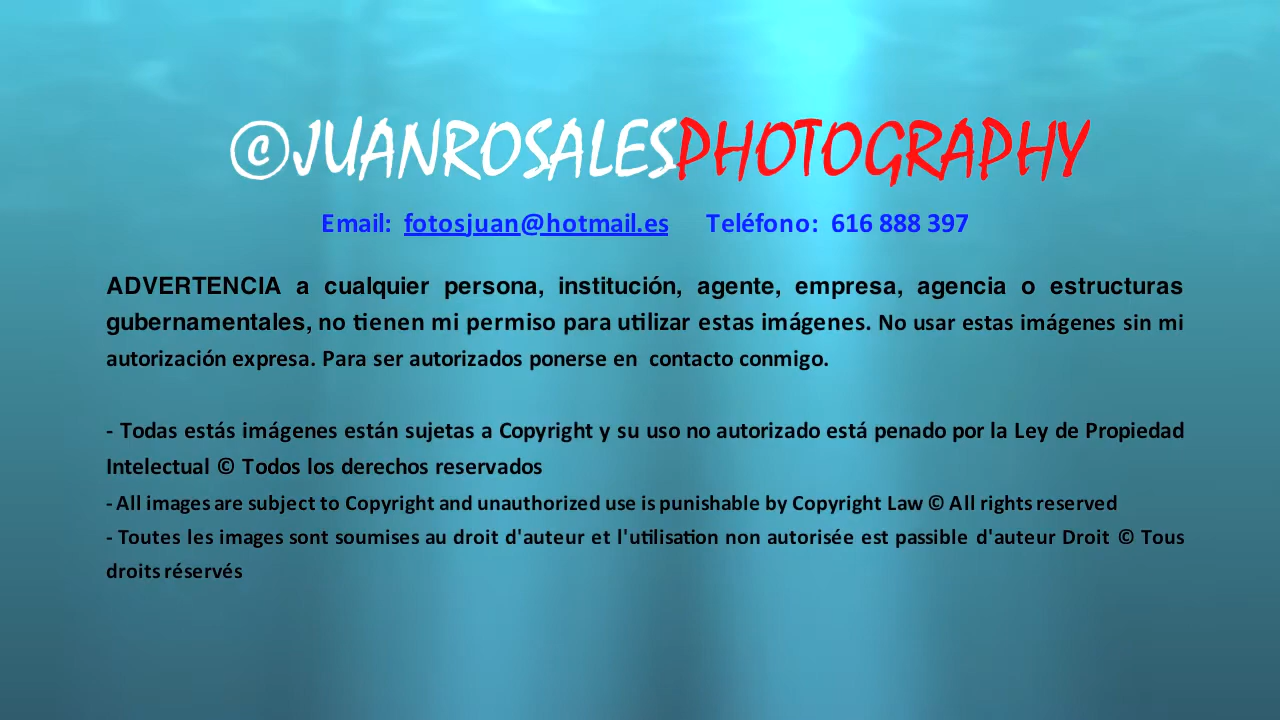 ©JUANROSALESPHOTOGRAPHY
Email: fotosjuan@hotmail.es Teléfono: 616 888 397
ADVERTENCIA a cualquier persona, institución, agente, empresa, agencia o estructuras
gubernamentales, no tienen mi permiso para utilizar estas imágenes. No usar estas imágenes sin mi
autorización expresa. Para ser autorizados ponerse en contacto conmigo.
- Todas estás imágenes están sujetas a Copyright y su uso no autorizado está penado por la Ley de Propiedad
Intelectual © Todos los derechos reservados
- All images are subject to Copyright and unauthorized use is punishable by Copyright Law © All rights reserved
- Toutes les images sont soumises au droit d'auteur et l'utilisation non autorisée est passible d'auteur Droit © Tous
droits réservés